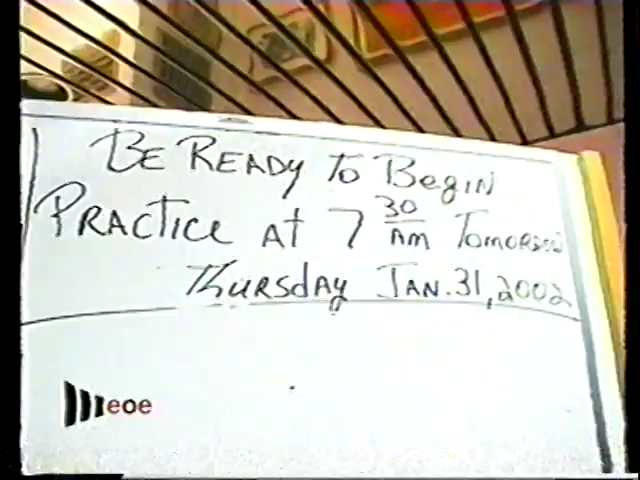 Be Ready to Begin
Practice at 7 30 AM Tomorrow
Thursday Jan. 31, 2002
eoe